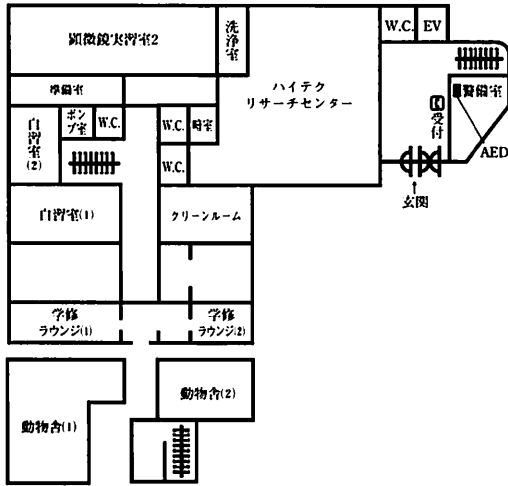 顕微鏡実習室2
洗浄室
W.C.
EV
ハイテク
リサーチセンター
警備室
受付
AED
玄関
準備室
自習室
(2)
ポン
プ室
W.C.
W.C.
暗室
W.C.
自習室(1)
クリーンルーム
学修
ラウンジ(1)
学修
ラウンジ(2)
動物舎(1)
動物舎(2)